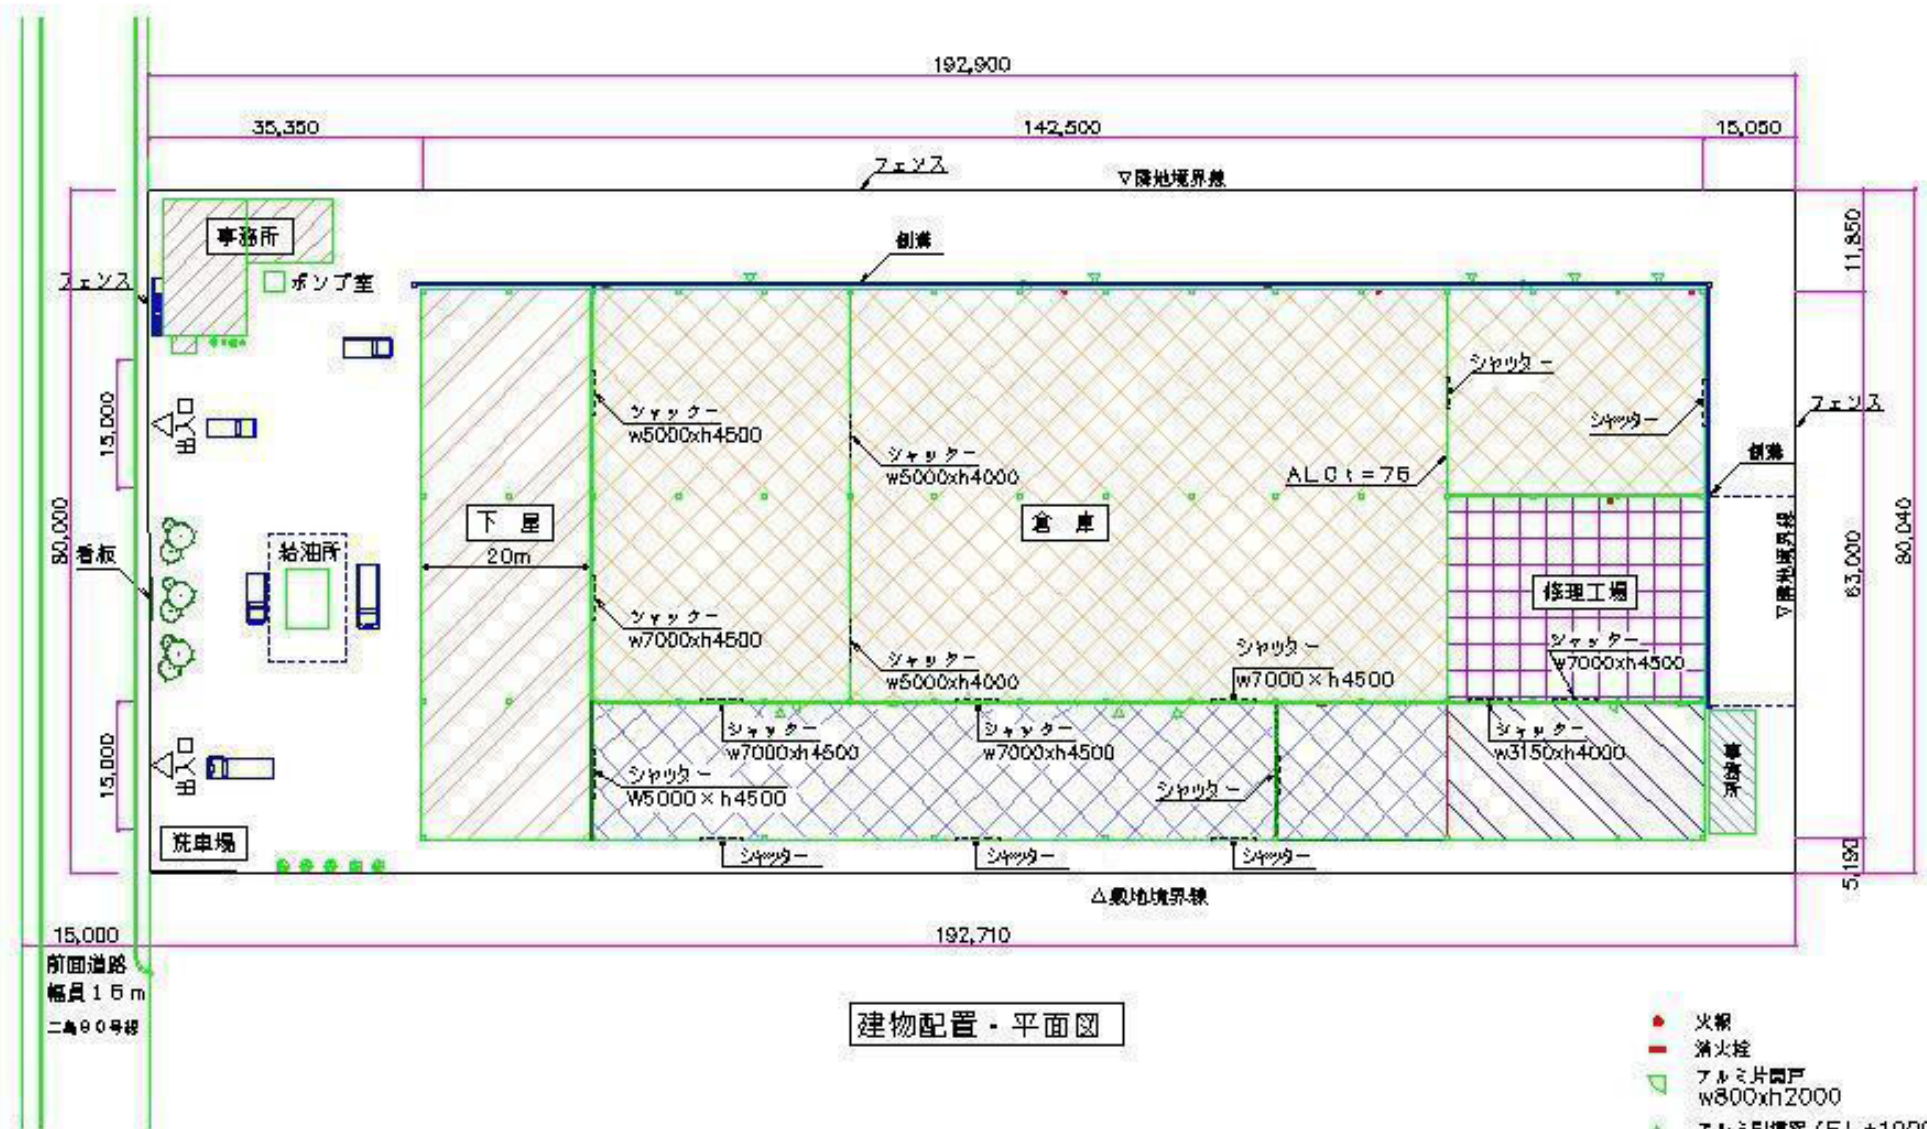 192,900
35,350
142,500
15,050
フェンス
▽隣地境界線
事務所
側溝
11,850
フェンス
ポンプ室
シャッター
シャッター
フェンス
シャッター
w5000xh4500
15,000
出入口
シャッター
w5000xh4000
ALC t=75
側溝
下 屋
20m
倉 庫
80,000
看板
給油所
修理工場
▽隣地境界線
63,000
80,040
シャッター
w7000xh4500
シャッター
w5000xh4000
シャッター
w7000×h4500
シャッター
w7000xh4500
シャッター
w7000xh4500
シャッター
w7000xh4500
シャッター
w3150xh4000
15,000
出入口
シャッター
W5000×h4500
シャッター
事務所
洗車場
シャッター
シャッター
シャッター
5,190
△敷地境界線
15,000
192,710
前面道路
幅員15m
二島90号線
建物配置・平面図
火報
消火栓
アルミ片開戸
w800xh2000